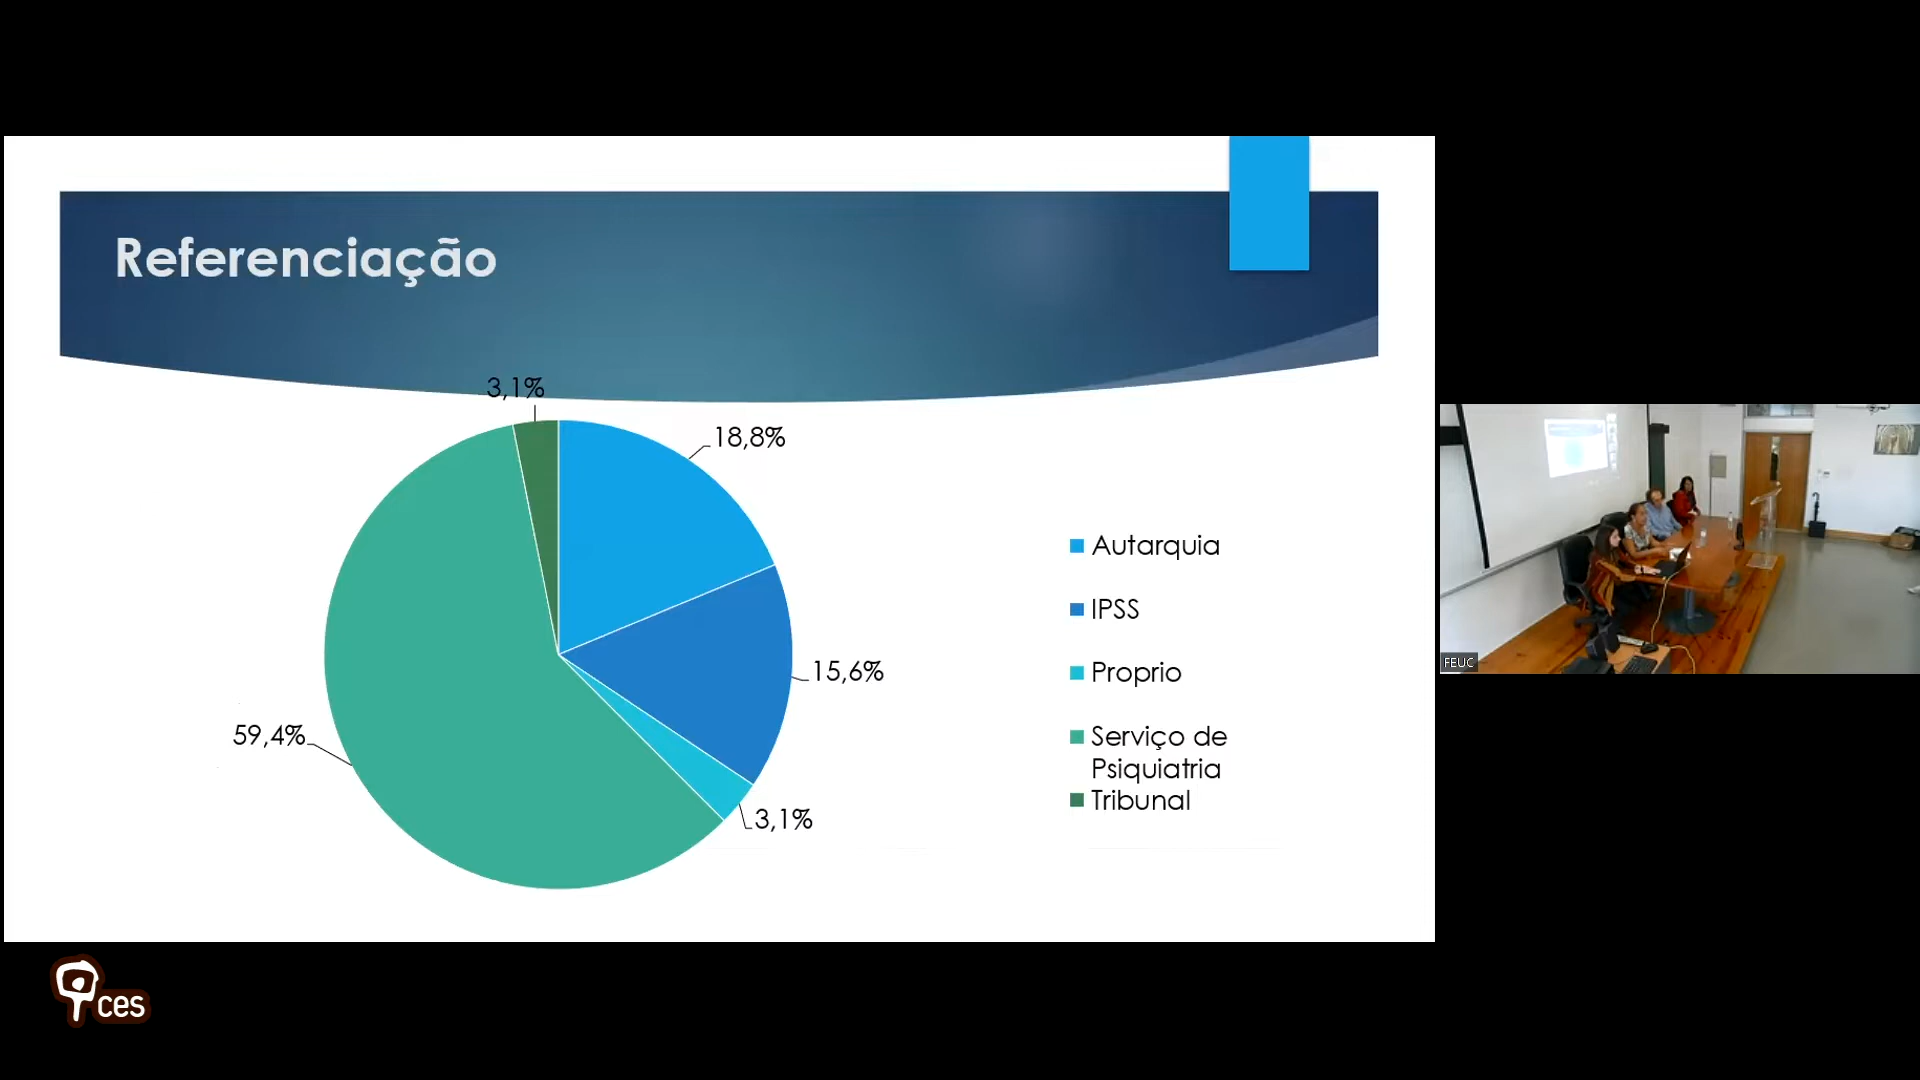 Referenciação
3,1%
18,8%
15,6%
3,1%
59,4%
Autarquia
IPSS
Proprio
Serviço de
Psiquiatria
Tribunal
FEUC
ces